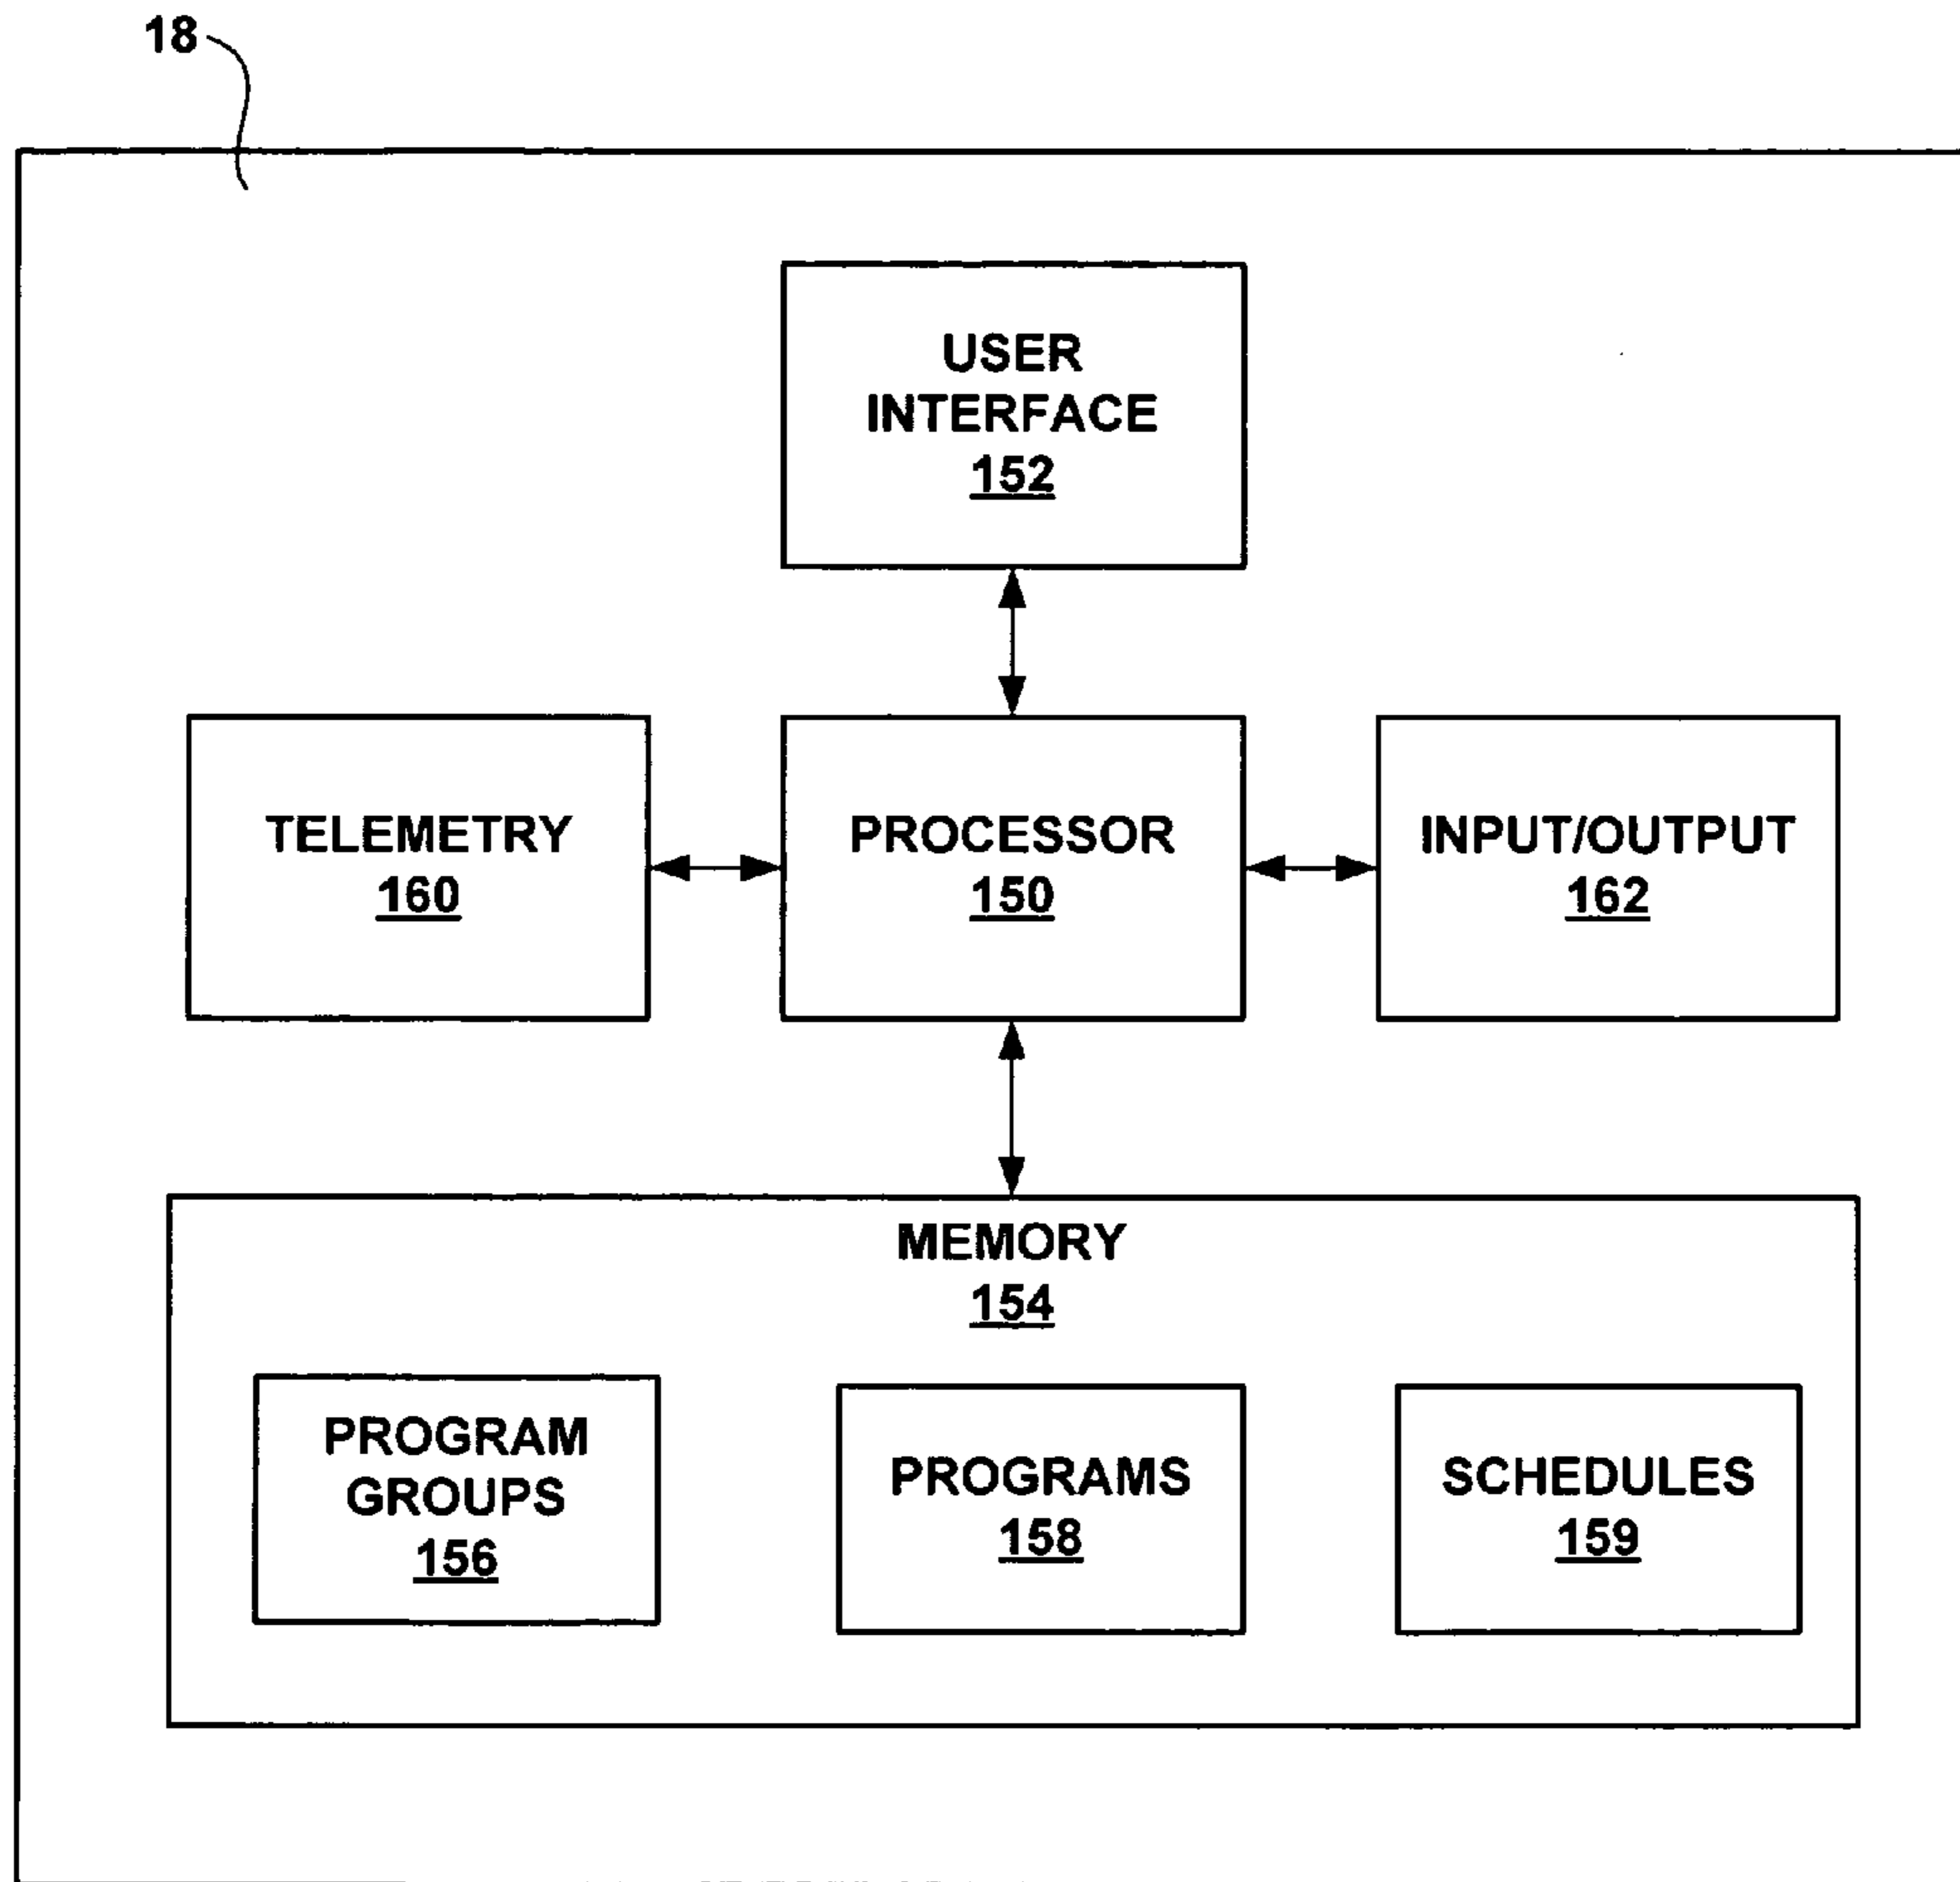 18
USER
INTERFACE
152
TELEMETRY
160
PROCESSOR
150
INPUT/OUTPUT
162
MEMORY
154
PROGRAM
GROUPS
156
PROGRAMS
158
SCHEDULES
159